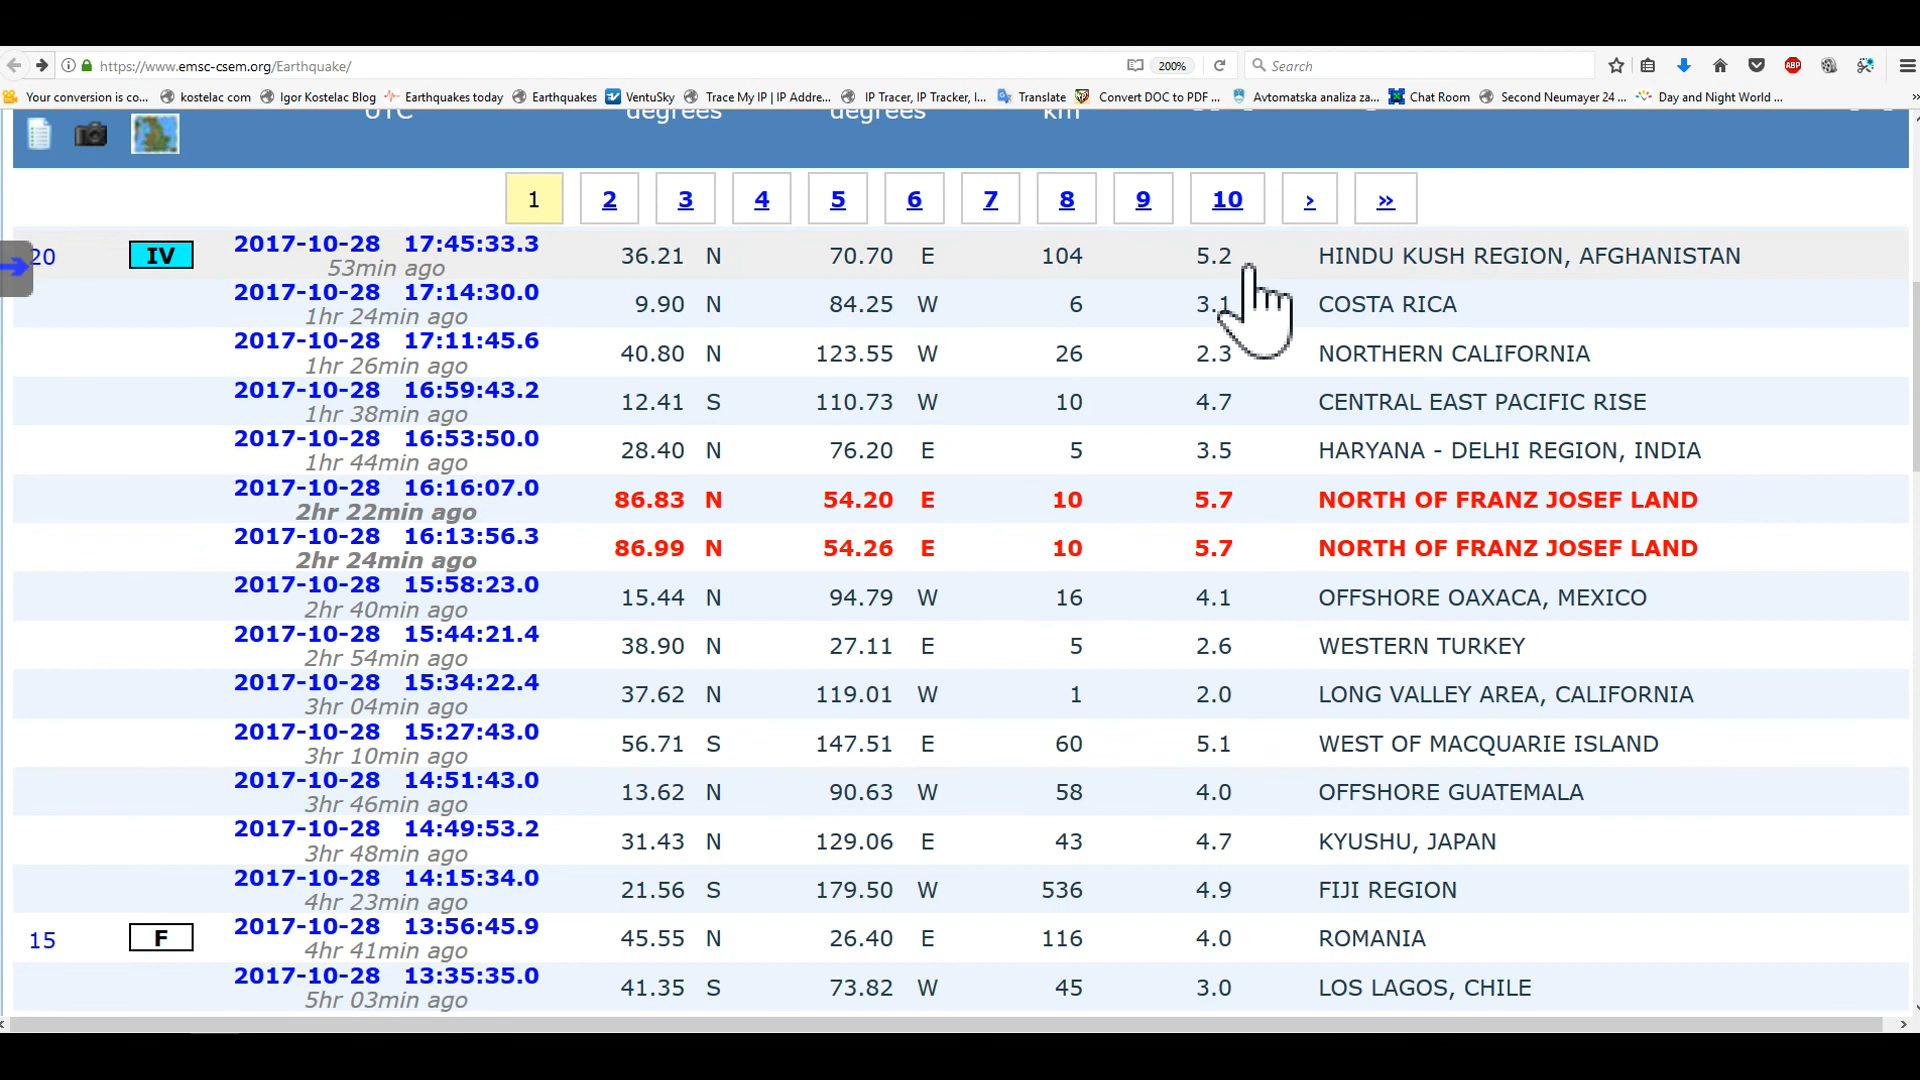 https://www.emsc-csem.org/Earthquake/ 200% Search
Your conversion is co... kostelac com Igor Kostelac Blog Earthquakes today Earthquakes VentuSky Trace My IP | IP Addre... IP Tracer, IP Tracker, I... Translate Convert DOC to PDF ... Avtomatska analiza za... Chat Room Second Neumayer 24 ... Day and Night World ...
UTC degrees degrees km
1 2 3 4 5 6 7 8 9 10 › »
20 IV 2017-10-28 17:45:33.3 36.21 N 70.70 E 104 5.2 HINDU KUSH REGION, AFGHANISTAN
53min ago
2017-10-28 17:14:30.0 9.90 N 84.25 W 6 3.1 COSTA RICA
1hr 24min ago
2017-10-28 17:11:45.6 40.80 N 123.55 W 26 2.3 NORTHERN CALIFORNIA
1hr 26min ago
2017-10-28 16:59:43.2 12.41 S 110.73 W 10 4.7 CENTRAL EAST PACIFIC RISE
1hr 38min ago
2017-10-28 16:53:50.0 28.40 N 76.20 E 5 3.5 HARYANA - DELHI REGION, INDIA
1hr 44min ago
2017-10-28 16:16:07.0 86.83 N 54.20 E 10 5.7 NORTH OF FRANZ JOSEF LAND
2hr 22min ago
2017-10-28 16:13:56.3 86.99 N 54.26 E 10 5.7 NORTH OF FRANZ JOSEF LAND
2hr 24min ago
2017-10-28 15:58:23.0 15.44 N 94.79 W 16 4.1 OFFSHORE OAXACA, MEXICO
2hr 40min ago
2017-10-28 15:44:21.4 38.90 N 27.11 E 5 2.6 WESTERN TURKEY
2hr 54min ago
2017-10-28 15:34:22.4 37.62 N 119.01 W 1 2.0 LONG VALLEY AREA, CALIFORNIA
3hr 04min ago
2017-10-28 15:27:43.0 56.71 S 147.51 E 60 5.1 WEST OF MACQUARIE ISLAND
3hr 10min ago
2017-10-28 14:51:43.0 13.62 N 90.63 W 58 4.0 OFFSHORE GUATEMALA
3hr 46min ago
2017-10-28 14:49:53.2 31.43 N 129.06 E 43 4.7 KYUSHU, JAPAN
3hr 48min ago
2017-10-28 14:15:34.0 21.56 S 179.50 W 536 4.9 FIJI REGION
4hr 23min ago
15 F 2017-10-28 13:56:45.9 45.55 N 26.40 E 116 4.0 ROMANIA
4hr 41min ago
2017-10-28 13:35:35.0 41.35 S 73.82 W 45 3.0 LOS LAGOS, CHILE
5hr 03min ago